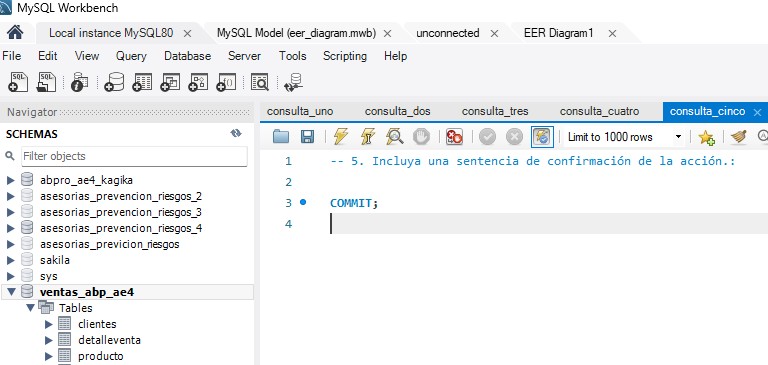 MySQL Workbench
Local instance MySQL80 × MySQL Model (eer_diagram.mwb) × unconnected × EER Diagram1 ×
File Edit View Query Database Server Tools Scripting Help
Navigator
SCHEMAS
Filter objects
abpro_ae4_kagika
asesorias_prevencion_riesgos_2
asesorias_prevencion_riesgos_3
asesorias_prevencion_riesgos_4
asesorias_previcion_riesgos
sakila
sys
ventas_abp_ae4
Tables
clientes
detalleventa
producto
consulta_uno consulta_dos consulta_tres consulta_cuatro consulta_cinco ×
Limit to 1000 rows
1 -- 5. Incluya una sentencia de confirmación de la acción.:
2
3 COMMIT;
4